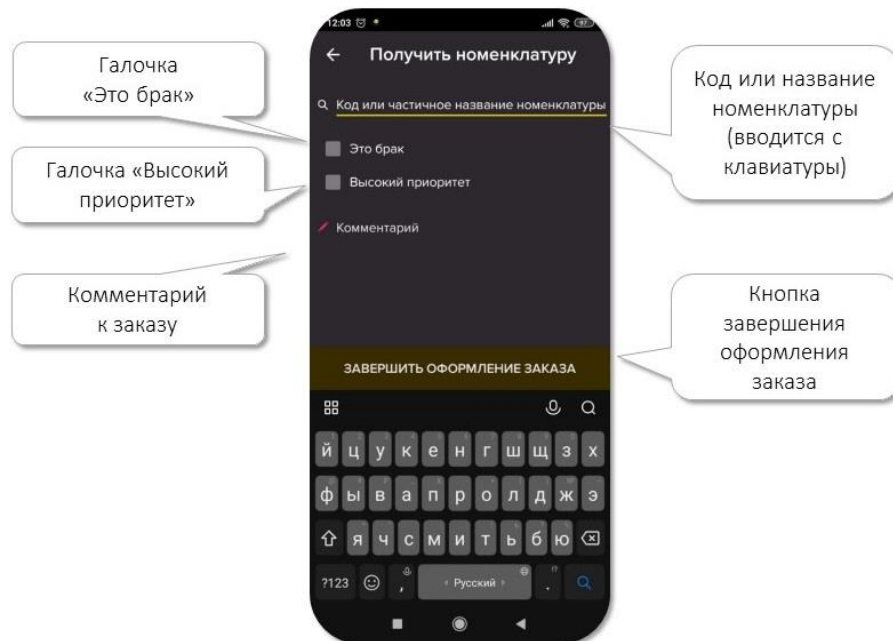 12:03
97
Получить номенклатуру
Код или частичное название номенклатуры
Это брак
Высокий приоритет
Комментарий
ЗАВЕРШИТЬ ОФОРМЛЕНИЕ ЗАКАЗА
й ц у к е н г ш щ з х
ф ы в а п р о л д ж э
я ч с м и т ь б ю
?123 , Русский .
Галочка
«Это брак»
Галочка «Высокий
приоритет»
Комментарий
к заказу
Код или название
номенклатуры
(вводится с
клавиатуры)
Кнопка
завершения
оформления
заказа